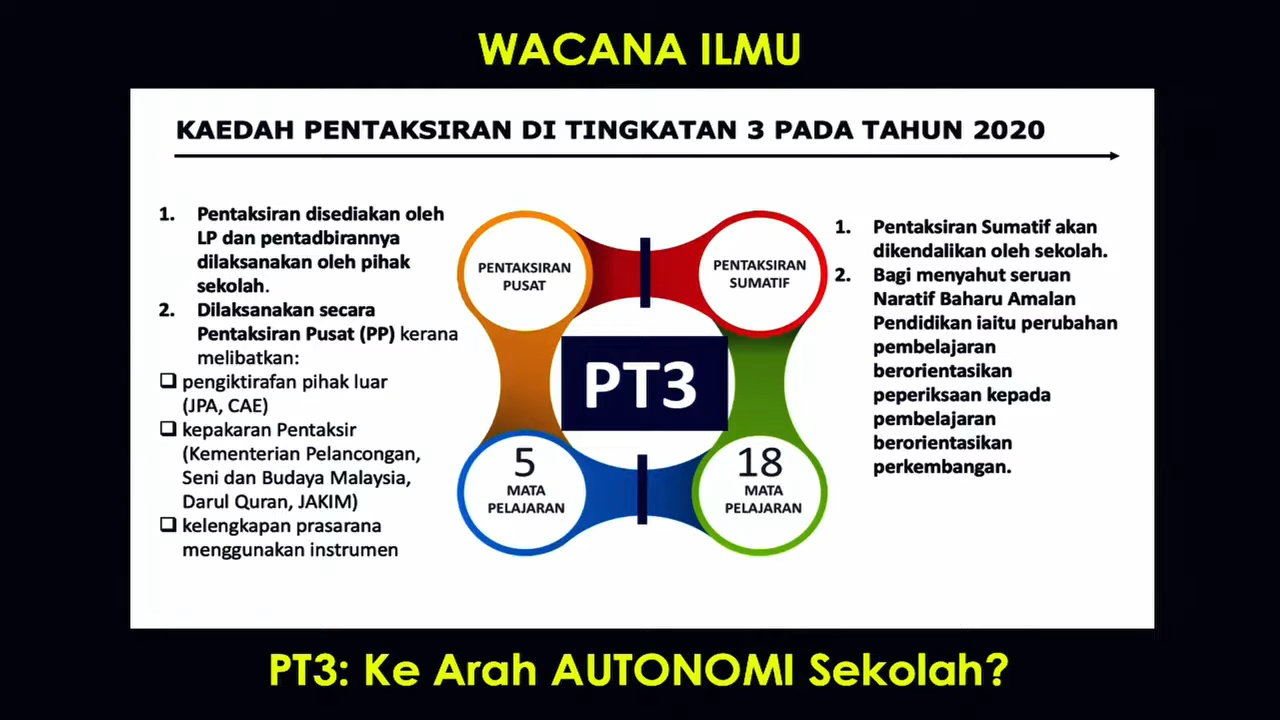 WACANA ILMU
KAEDAH PENTAKSIRAN DI TINGKATAN 3 PADA TAHUN 2020
1. Pentaksiran disediakan oleh
LP dan pentadbirannya
dilaksanakan oleh pihak
sekolah.
2. Dilaksanakan secara
Pentaksiran Pusat (PP) kerana
melibatkan:
❑ pengiktirafan pihak luar
(JPA, CAE)
❑ kepakaran Pentaksir
(Kementerian Pelancongan,
Seni dan Budaya Malaysia,
Darul Quran, JAKIM)
❑ kelengkapan prasarana
menggunakan instrumen
PENTAKSIRAN
PUSAT
PENTAKSIRAN
SUMATIF
PT3
5
MATA
PELAJARAN
18
MATA
PELAJARAN
1. Pentaksiran Sumatif akan
dikendalikan oleh sekolah.
2. Bagi menyahut seruan
Naratif Baharu Amalan
Pendidikan iaitu perubahan
pembelajaran
berorientasikan
peperiksaan kepada
pembelajaran
berorientasikan
perkembangan.
PT3: Ke Arah AUTONOMI Sekolah?